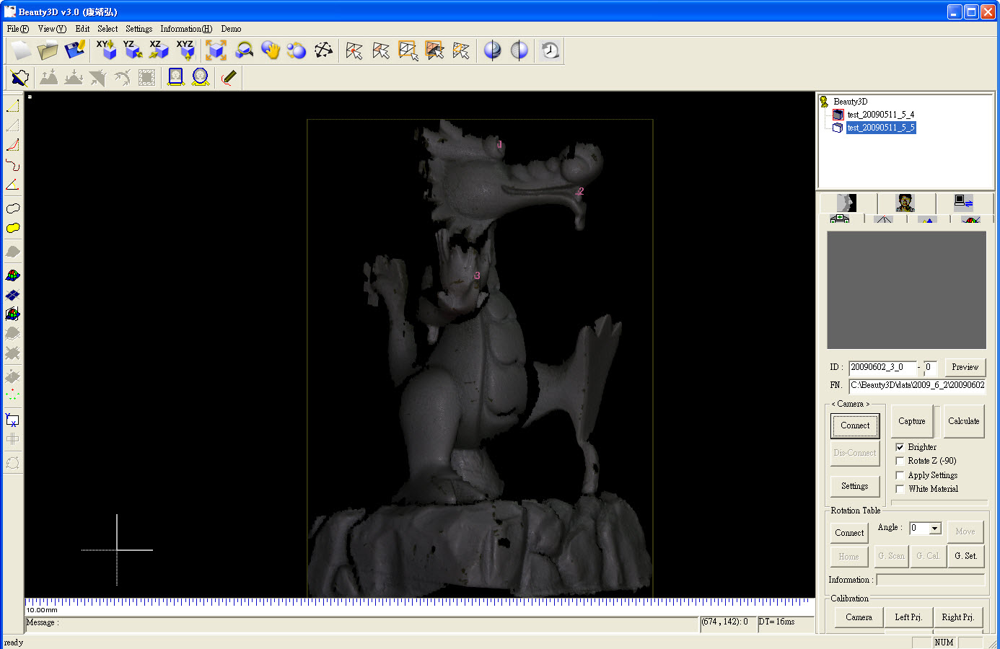 Beauty3D v3.0 (康靖弘)
File(F) View(V) Edit Select Settings Information(H) Demo
XY YZ XZ XYZ
1
2
3
10.00mm
Message :
(674 , 142): 0
DT= 16ms
ready
NUM
Beauty3D
test_20090511_5_4
test_20090511_5_5
ID : 20090602_3_0 - 0 Preview
FN. C:\Beauty3D\data\2009_6_2\20090602
< Camera >
Connect Capture Calculate
Dis-Connect
Brighter
Rotate Z (-90)
Apply Settings
Settings
White Material
Rotation Table
Connect Angle : 0 Move
Home G. Scan G. Cal. G. Set.
Information :
Calibration
Camera Left Prj. Right Prj.
Y
X